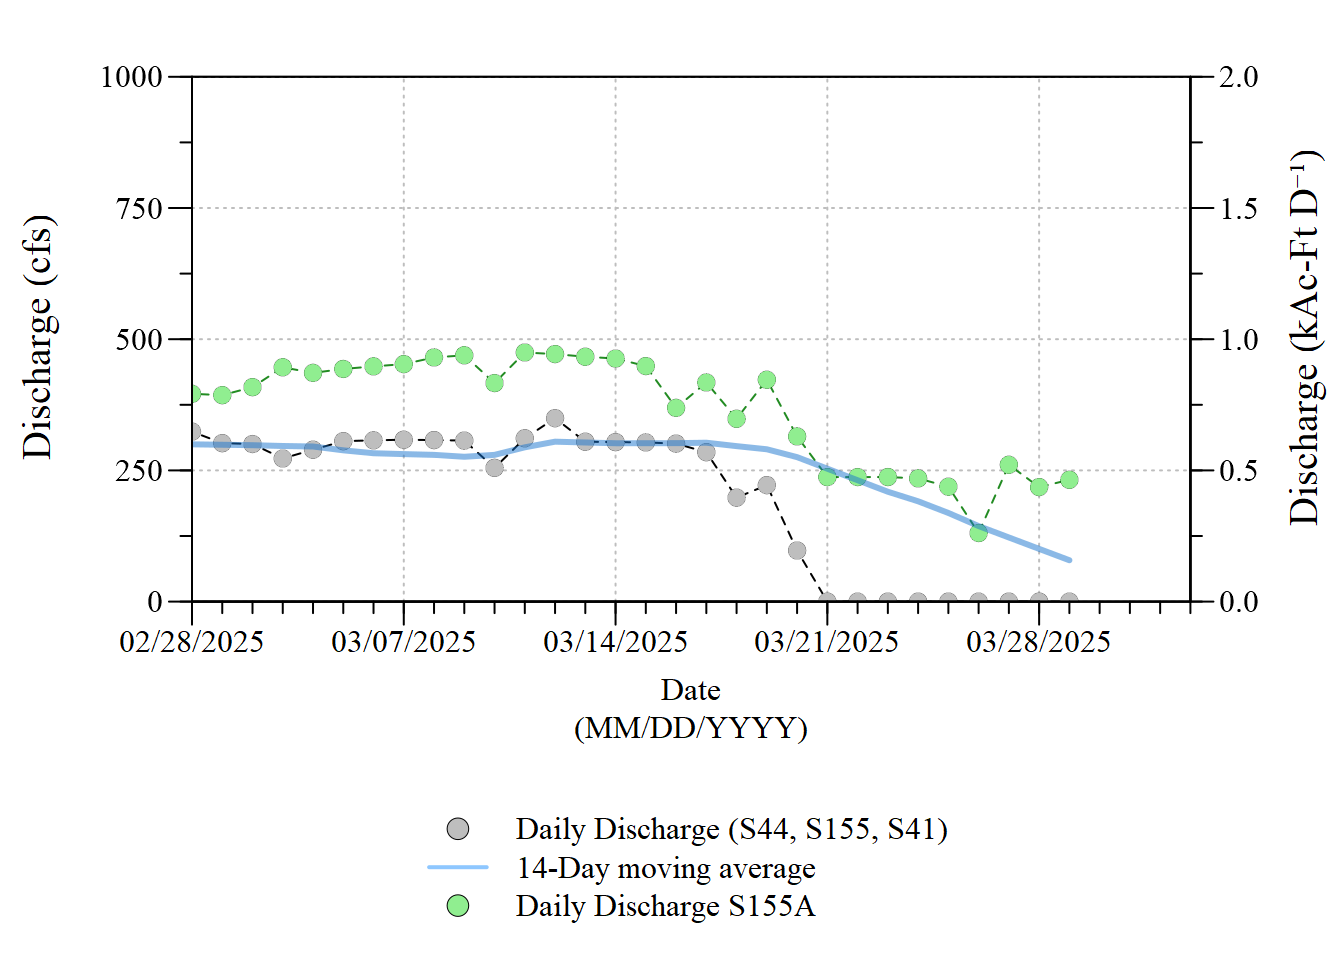 1000
750
500
250
0
Discharge (cfs)
2.0
1.5
1.0
0.5
0.0
Discharge (kAc-Ft D⁻¹)
02/28/2025 03/07/2025 03/14/2025 03/21/2025 03/28/2025
Date
(MM/DD/YYYY)
Daily Discharge (S44, S155, S41)
14-Day moving average
Daily Discharge S155A